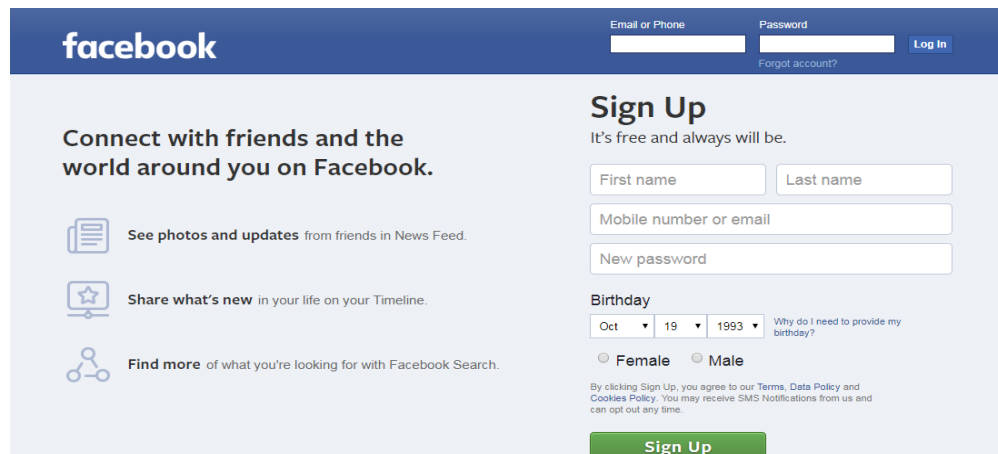 facebook
Email or Phone
Password
Log In
Forgot account?
Connect with friends and the
world around you on Facebook.
See photos and updates from friends in News Feed.
Share what's new in your life on your Timeline.
Find more of what you're looking for with Facebook Search.
Sign Up
It's free and always will be.
First name
Last name
Mobile number or email
New password
Birthday
Oct 19 1993
Why do I need to provide my
birthday?
Female Male
By clicking Sign Up, you agree to our Terms, Data Policy and
Cookies Policy. You may receive SMS Notifications from us and
can opt out any time.
Sign Up